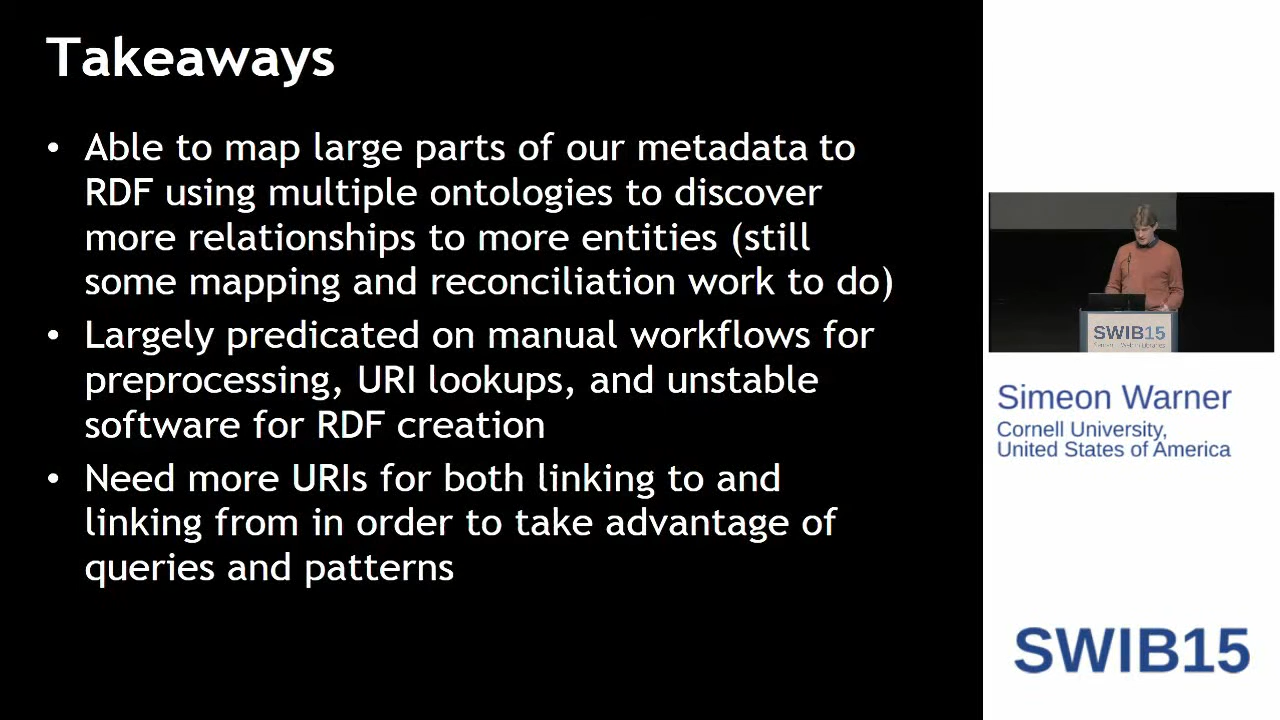 Takeaways
• Able to map large parts of our metadata to
RDF using multiple ontologies to discover
more relationships to more entities (still
some mapping and reconciliation work to do)
• Largely predicated on manual workflows for
preprocessing, URI lookups, and unstable
software for RDF creation
• Need more URIs for both linking to and
linking from in order to take advantage of
queries and patterns
SWIB15
Simeon Warner
Cornell University,
United States of America
SWIB15